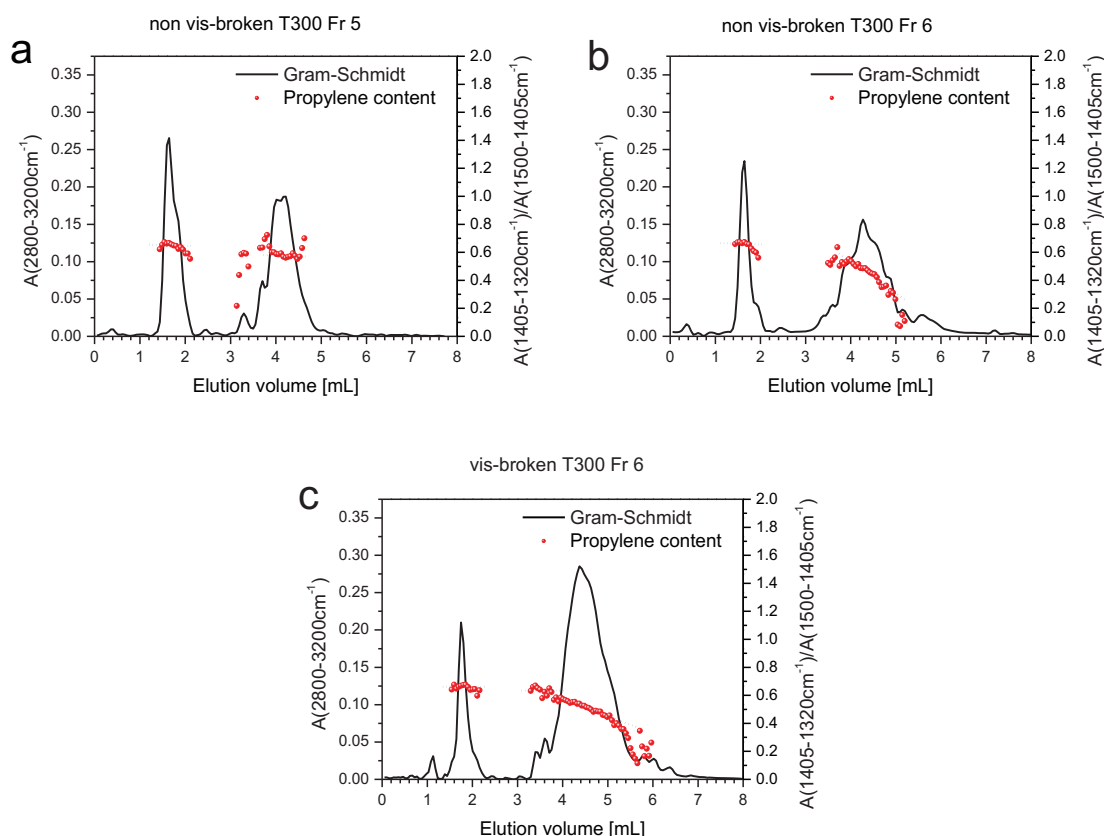 non vis-broken T300 Fr 5
a
Gram-Schmidt
Propylene content
0.35
0.30
0.25
0.20
0.15
0.10
0.05
0.00
2.0
1.8
1.6
1.4
1.2
1.0
0.8
0.6
0.4
0.2
0.0
0 1 2 3 4 5 6 7 8
A(2800-3200cm⁻¹)
A(1405-1320cm⁻¹)/A(1500-1405cm⁻¹)
Elution volume [mL]
non vis-broken T300 Fr 6
b
Gram-Schmidt
Propylene content
0.35
0.30
0.25
0.20
0.15
0.10
0.05
0.00
2.0
1.8
1.6
1.4
1.2
1.0
0.8
0.6
0.4
0.2
0.0
0 1 2 3 4 5 6 7 8
A(2800-3200cm⁻¹)
A(1405-1320cm⁻¹)/A(1500-1405cm⁻¹)
Elution volume [mL]
vis-broken T300 Fr 6
c
Gram-Schmidt
Propylene content
0.35
0.30
0.25
0.20
0.15
0.10
0.05
0.00
2.0
1.8
1.6
1.4
1.2
1.0
0.8
0.6
0.4
0.2
0.0
0 1 2 3 4 5 6 7 8
A(2800-3200cm⁻¹)
A(1405-1320cm⁻¹)/A(1500-1405cm⁻¹)
Elution volume [mL]